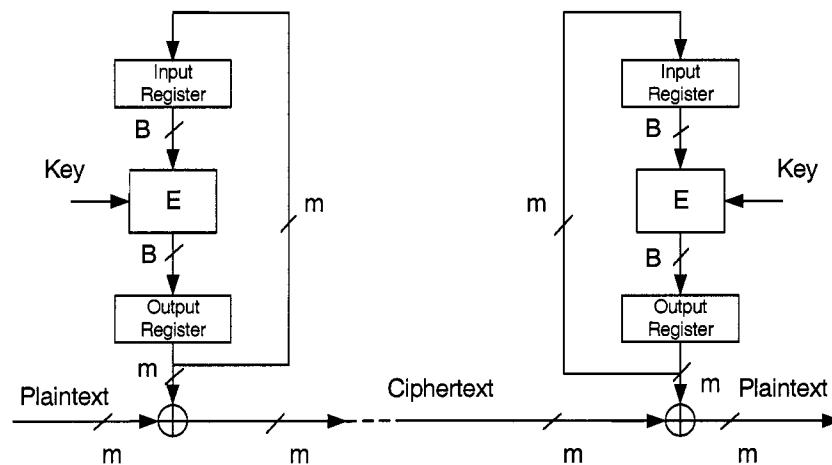 Input
Register
B
Key
E
m
B
Output
Register
m
Plaintext
m
m
Ciphertext
Input
Register
B
Key
E
m
B
Output
Register
m
Plaintext
m
m